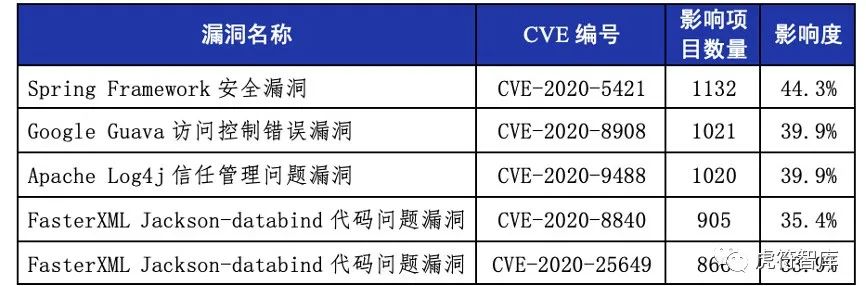 漏洞名称 CVE 编号 影响项目数量 影响度
Spring Framework 安全漏洞 CVE-2020-5421 1132 44.3%
Google Guava 访问控制错误漏洞 CVE-2020-8908 1021 39.9%
Apache Log4j 信任管理问题漏洞 CVE-2020-9488 1020 39.9%
FasterXML Jackson-databind 代码问题漏洞 CVE-2020-8840 905 35.4%
FasterXML Jackson-databind 代码问题漏洞 CVE-2020-25649 33.9%
虎符智库